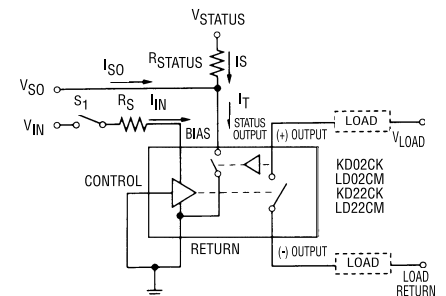 VSTATUS
RSTATUS
IS
ISO
VSO
S1
RS
IIN
IT
STATUS
OUTPUT
(+) OUTPUT
LOAD
VLOAD
VIN
BIAS
KD02CK
LD02CM
KD22CK
LD22CM
CONTROL
RETURN
(-) OUTPUT
LOAD
LOAD
RETURN